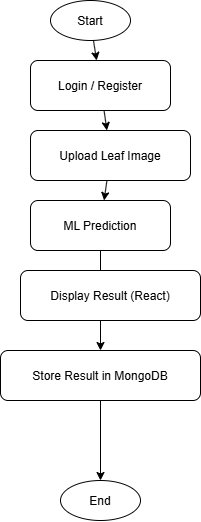 Start
Login / Register
Upload Leaf Image
ML Prediction
Display Result (React)
Store Result in MongoDB
End